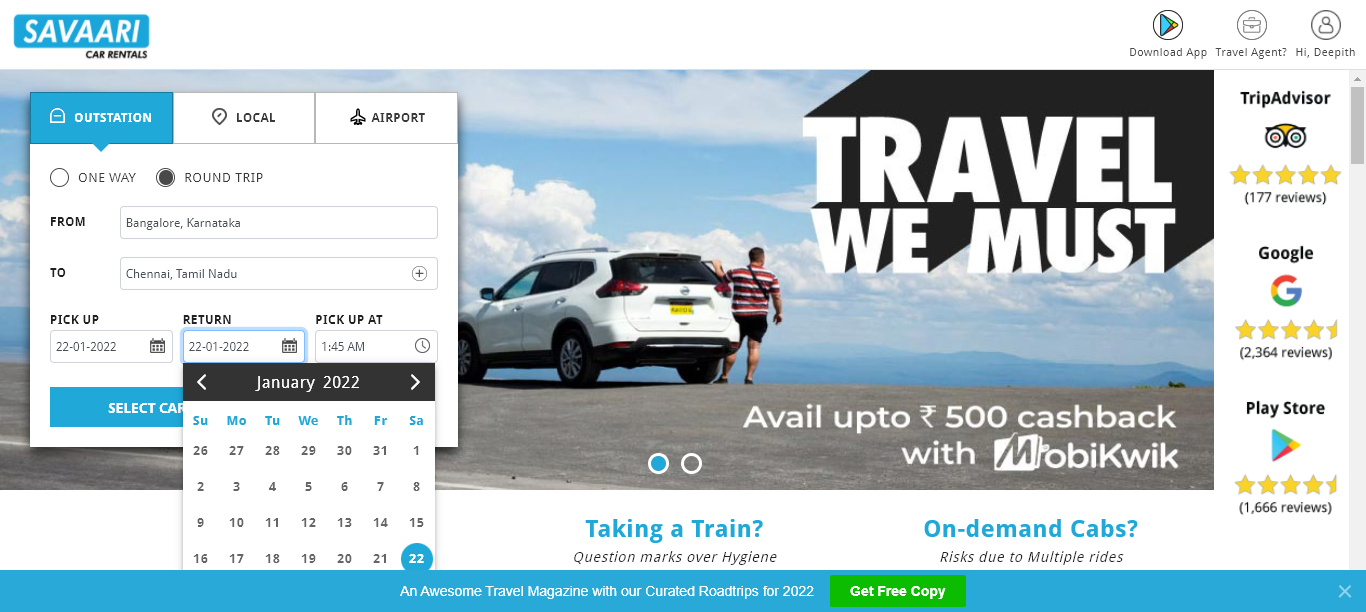 SAVAARI
CAR RENTALS
Download App
Travel Agent?
Hi, Deepith
OUTSTATION
LOCAL
AIRPORT
ONE WAY
ROUND TRIP
FROM
Bangalore, Karnataka
TO
Chennai, Tamil Nadu
PICK UP
RETURN
PICK UP AT
22-01-2022
22-01-2022
1:45 AM
SELECT CAR
January 2022
Su Mo Tu We Th Fr Sa
26 27 28 29 30 31 1
2 3 4 5 6 7 8
9 10 11 12 13 14 15
16 17 18 19 20 21 22
TRAVEL
WE MUST
Avail upto ₹ 500 cashback
with MobiKwik
TripAdvisor
(177 reviews)
Google
(2,364 reviews)
Play Store
(1,666 reviews)
Taking a Train?
Question marks over Hygiene
On-demand Cabs?
Risks due to Multiple rides
An Awesome Travel Magazine with our Curated Roadtrips for 2022
Get Free Copy